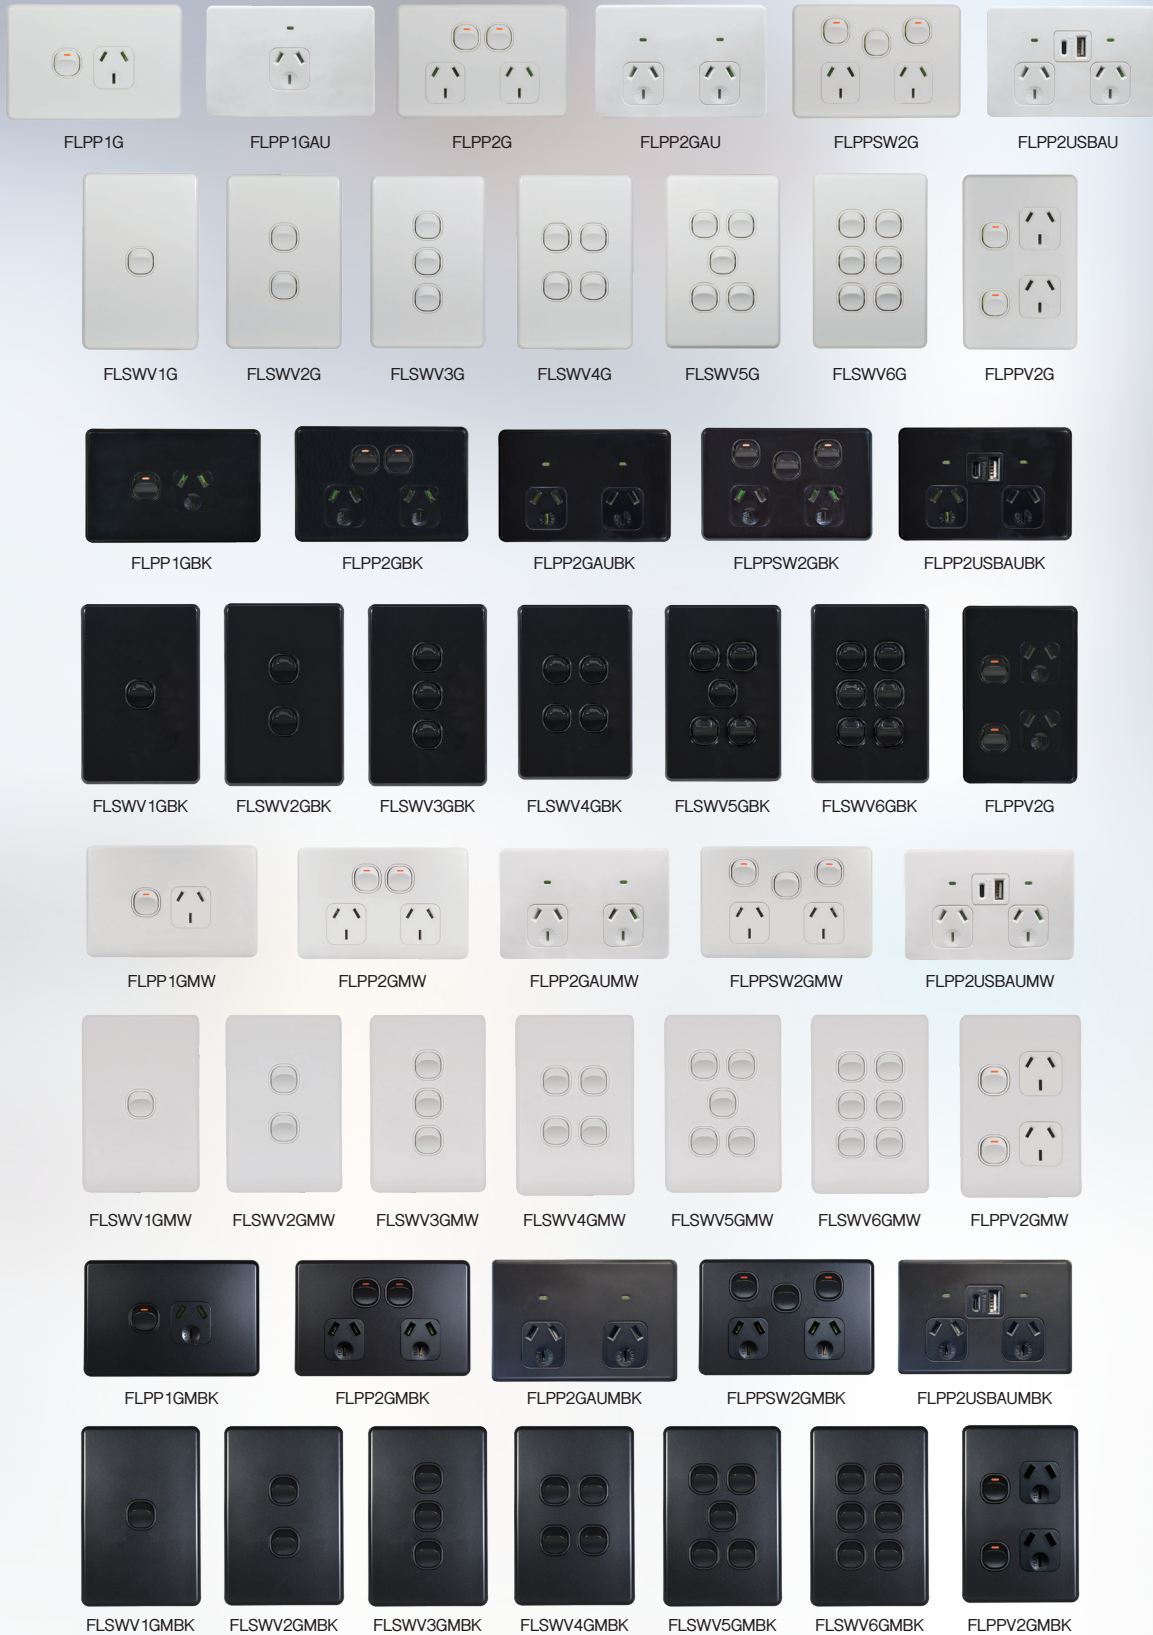 FLPP1G FLPP1GAU FLPP2G FLPP2GAU FLPPSW2G FLPP2USBAU
FLSWV1G FLSWV2G FLSWV3G FLSWV4G FLSWV5G FLSWV6G FLPPV2G
FLPP1GBK FLPP2GBK FLPP2GAUBK FLPPSW2GBK FLPP2USBAUBK
FLSWV1GBK FLSWV2GBK FLSWV3GBK FLSWV4GBK FLSWV5GBK FLSWV6GBK FLPPV2G
FLPP1GMW FLPP2GMW FLPP2GAUMW FLPPSW2GMW FLPP2USBAUMW
FLSWV1GMW FLSWV2GMW FLSWV3GMW FLSWV4GMW FLSWV5GMW FLSWV6GMW FLPPV2GMW
FLPP1GMBK FLPP2GMBK FLPP2GAUMBK FLPPSW2GMBK FLPP2USBAUMBK
FLSWV1GMBK FLSWV2GMBK FLSWV3GMBK FLSWV4GMBK FLSWV5GMBK FLSWV6GMBK FLPPV2GMBK